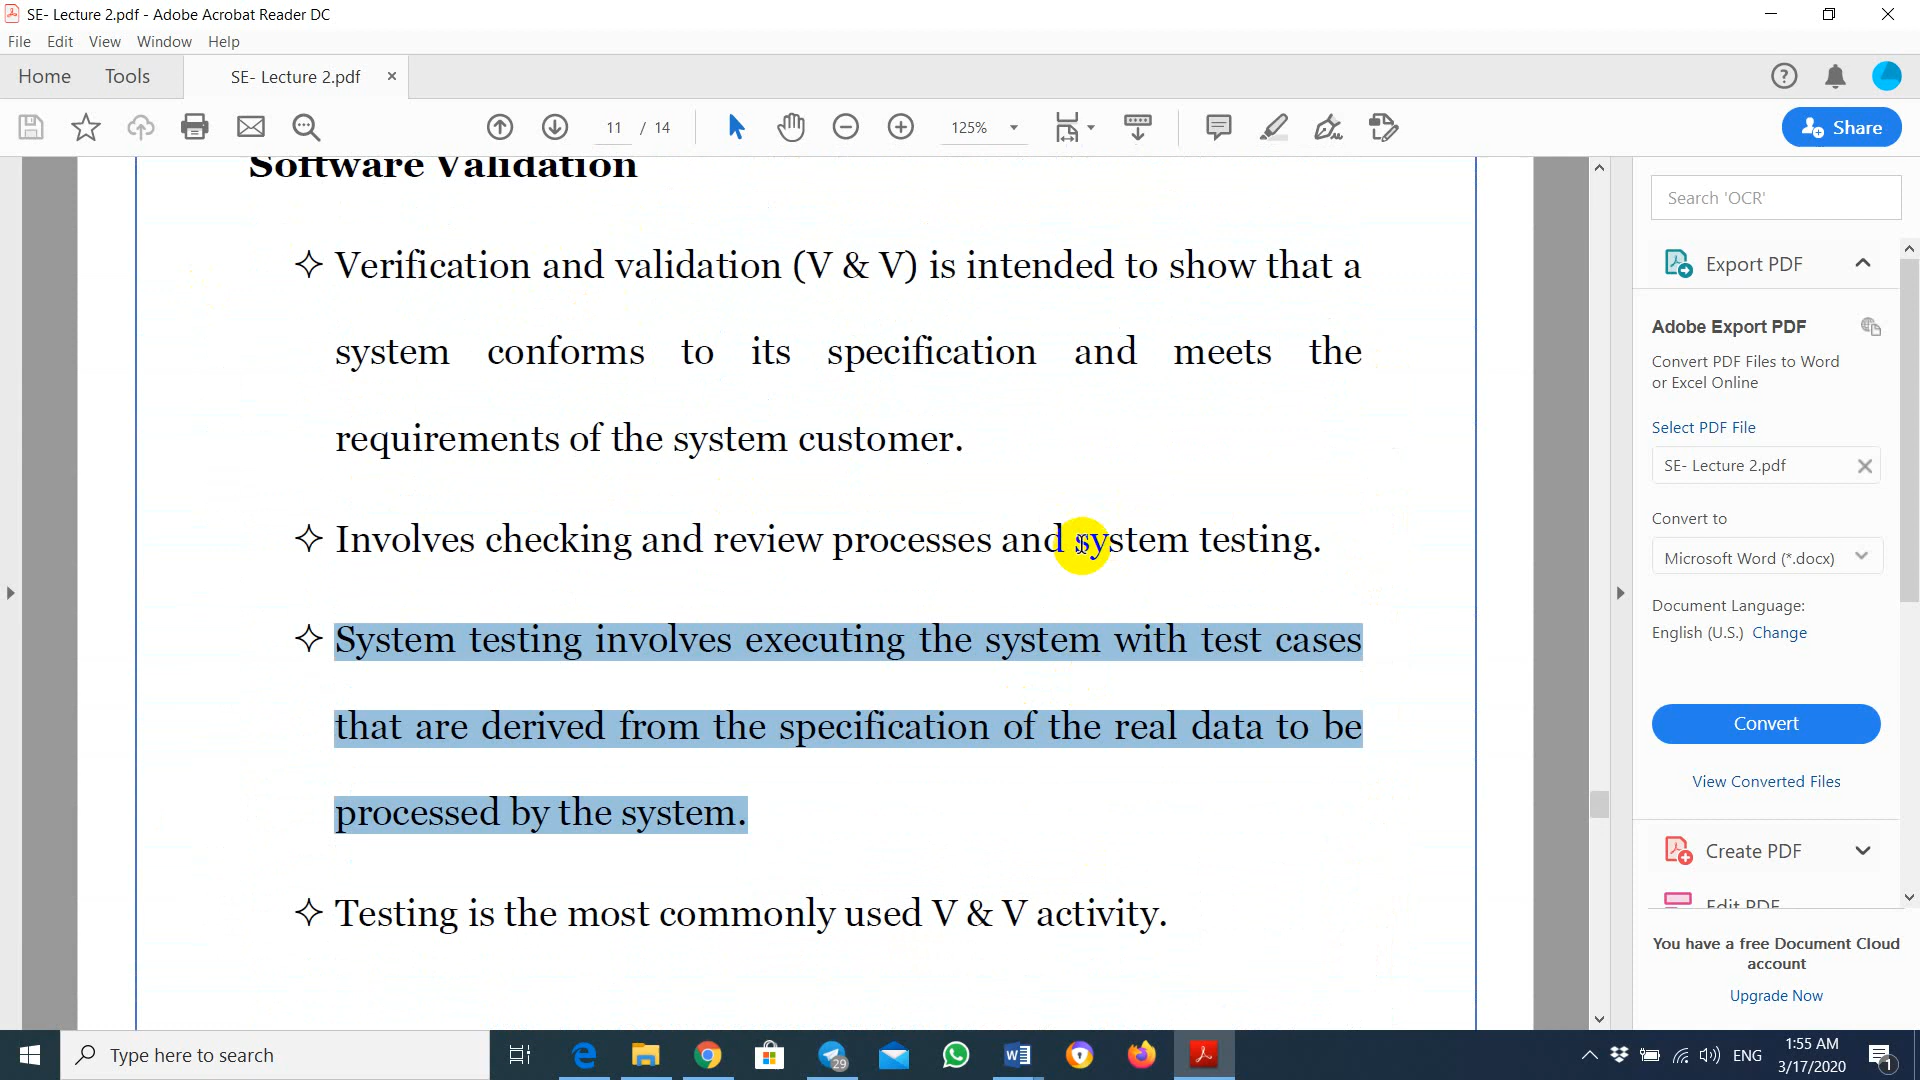 SE- Lecture 2.pdf - Adobe Acrobat Reader DC
File Edit View Window Help
Home Tools SE- Lecture 2.pdf ×
11 / 14 125% Share
Software Validation
Verification and validation (V & V) is intended to show that a
system conforms to its specification and meets the
requirements of the system customer.
Involves checking and review processes and system testing.
System testing involves executing the system with test cases
that are derived from the specification of the real data to be
processed by the system.
Testing is the most commonly used V & V activity.
Search 'OCR'
Export PDF
Adobe Export PDF
Convert PDF Files to Word
or Excel Online
Select PDF File
SE- Lecture 2.pdf
Convert to
Microsoft Word (*.docx)
Document Language:
English (U.S.) Change
Convert
View Converted Files
Create PDF
Edit PDF
You have a free Document Cloud
account
Upgrade Now
Type here to search
29
ENG
1:55 AM
3/17/2020
1